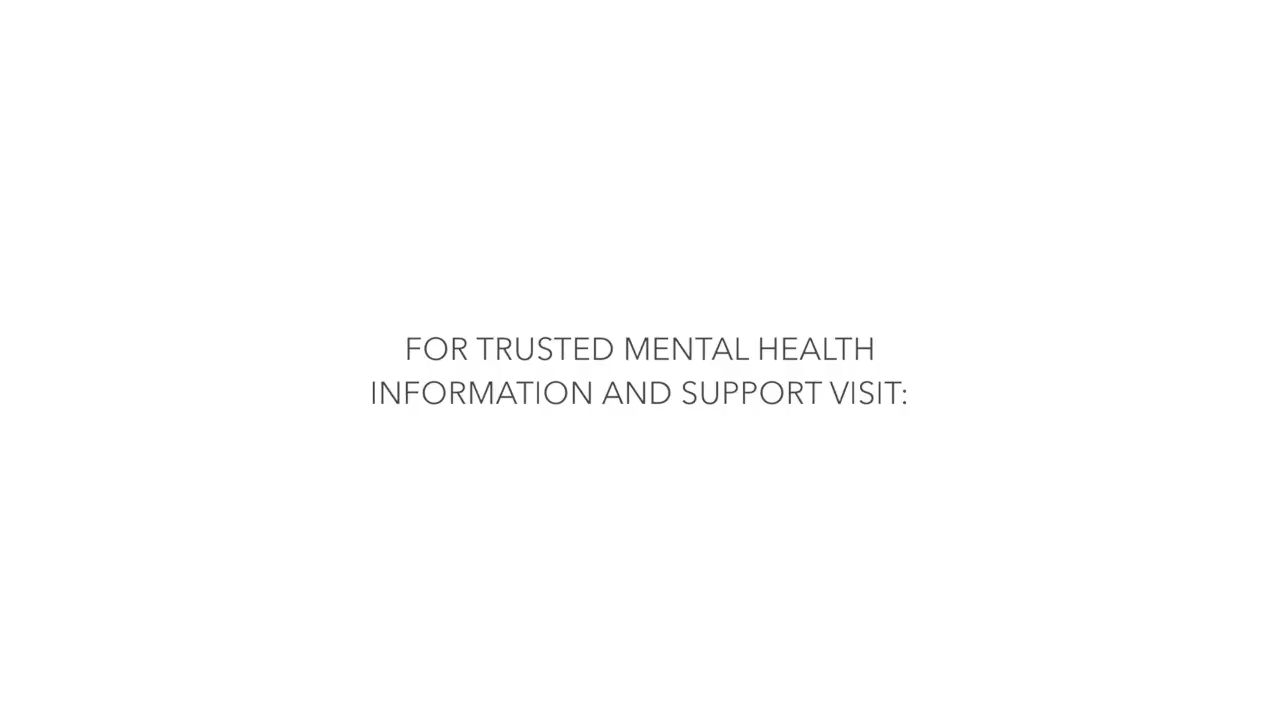 FOR TRUSTED MENTAL HEALTH
INFORMATION AND SUPPORT VISIT: